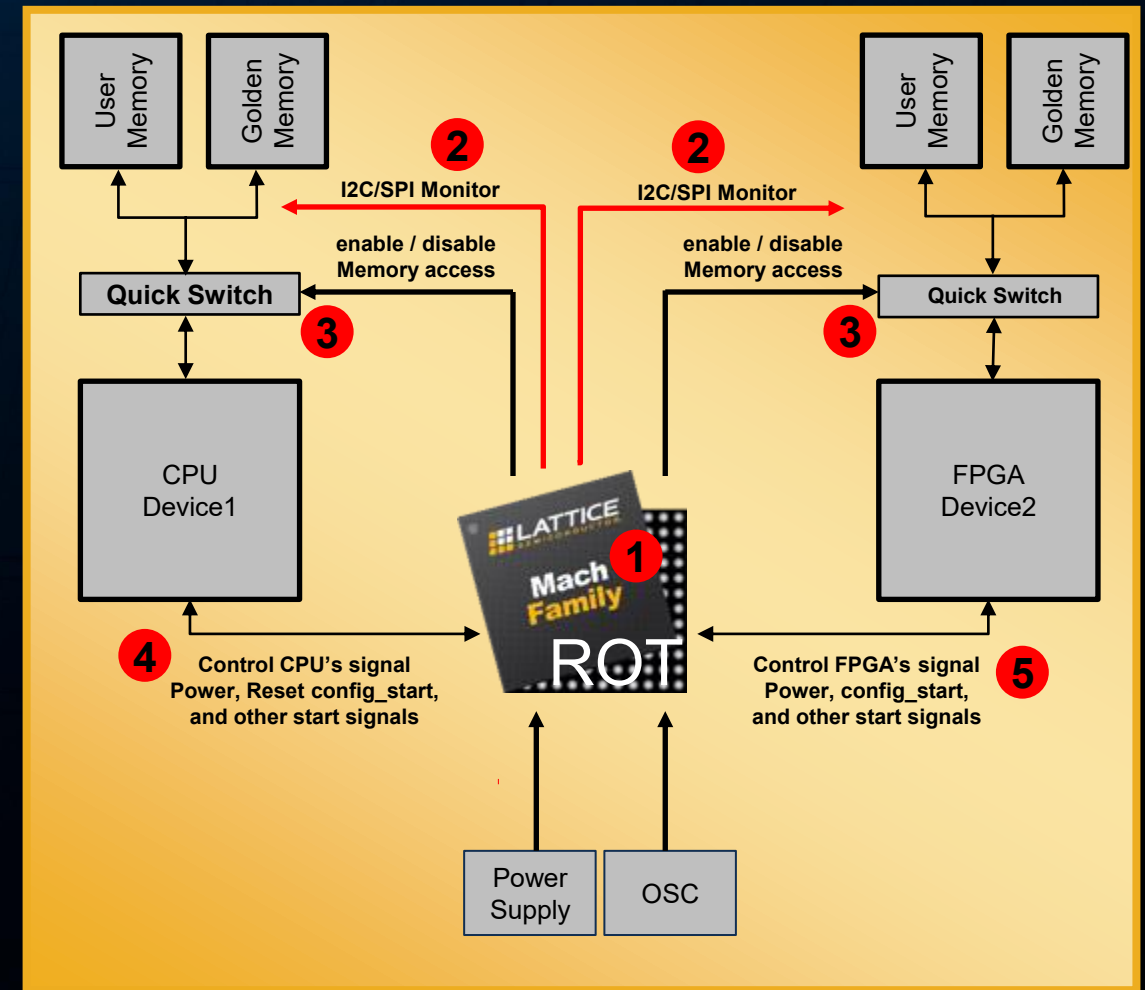 User
Memory
Golden
Memory
User
Memory
Golden
Memory
2
2
I2C/SPI Monitor
I2C/SPI Monitor
enable / disable
Memory access
enable / disable
Memory access
Quick Switch
Quick Switch
3
3
CPU
Device1
FPGA
Device2
LATTICE
SEMICONDUCTOR
1
Mach
Family
ROT
4
Control CPU's signal
Power, Reset config_start,
and other start signals
Control FPGA's signal
Power, config_start,
and other start signals
5
Power
Supply
OSC